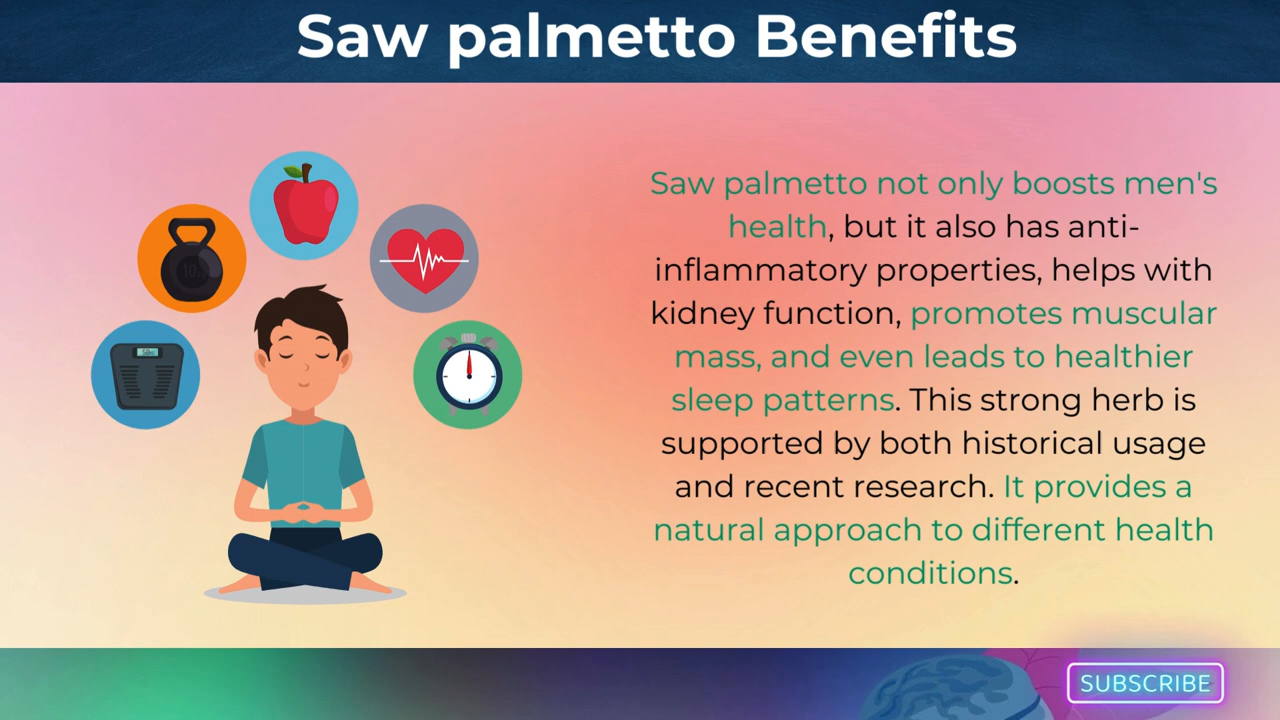 Saw palmetto Benefits
Saw palmetto not only boosts men's
health, but it also has anti-
inflammatory properties, helps with
kidney function, promotes muscular
mass, and even leads to healthier
sleep patterns. This strong herb is
supported by both historical usage
and recent research. It provides a
natural approach to different health
conditions.
SUBSCRIBE